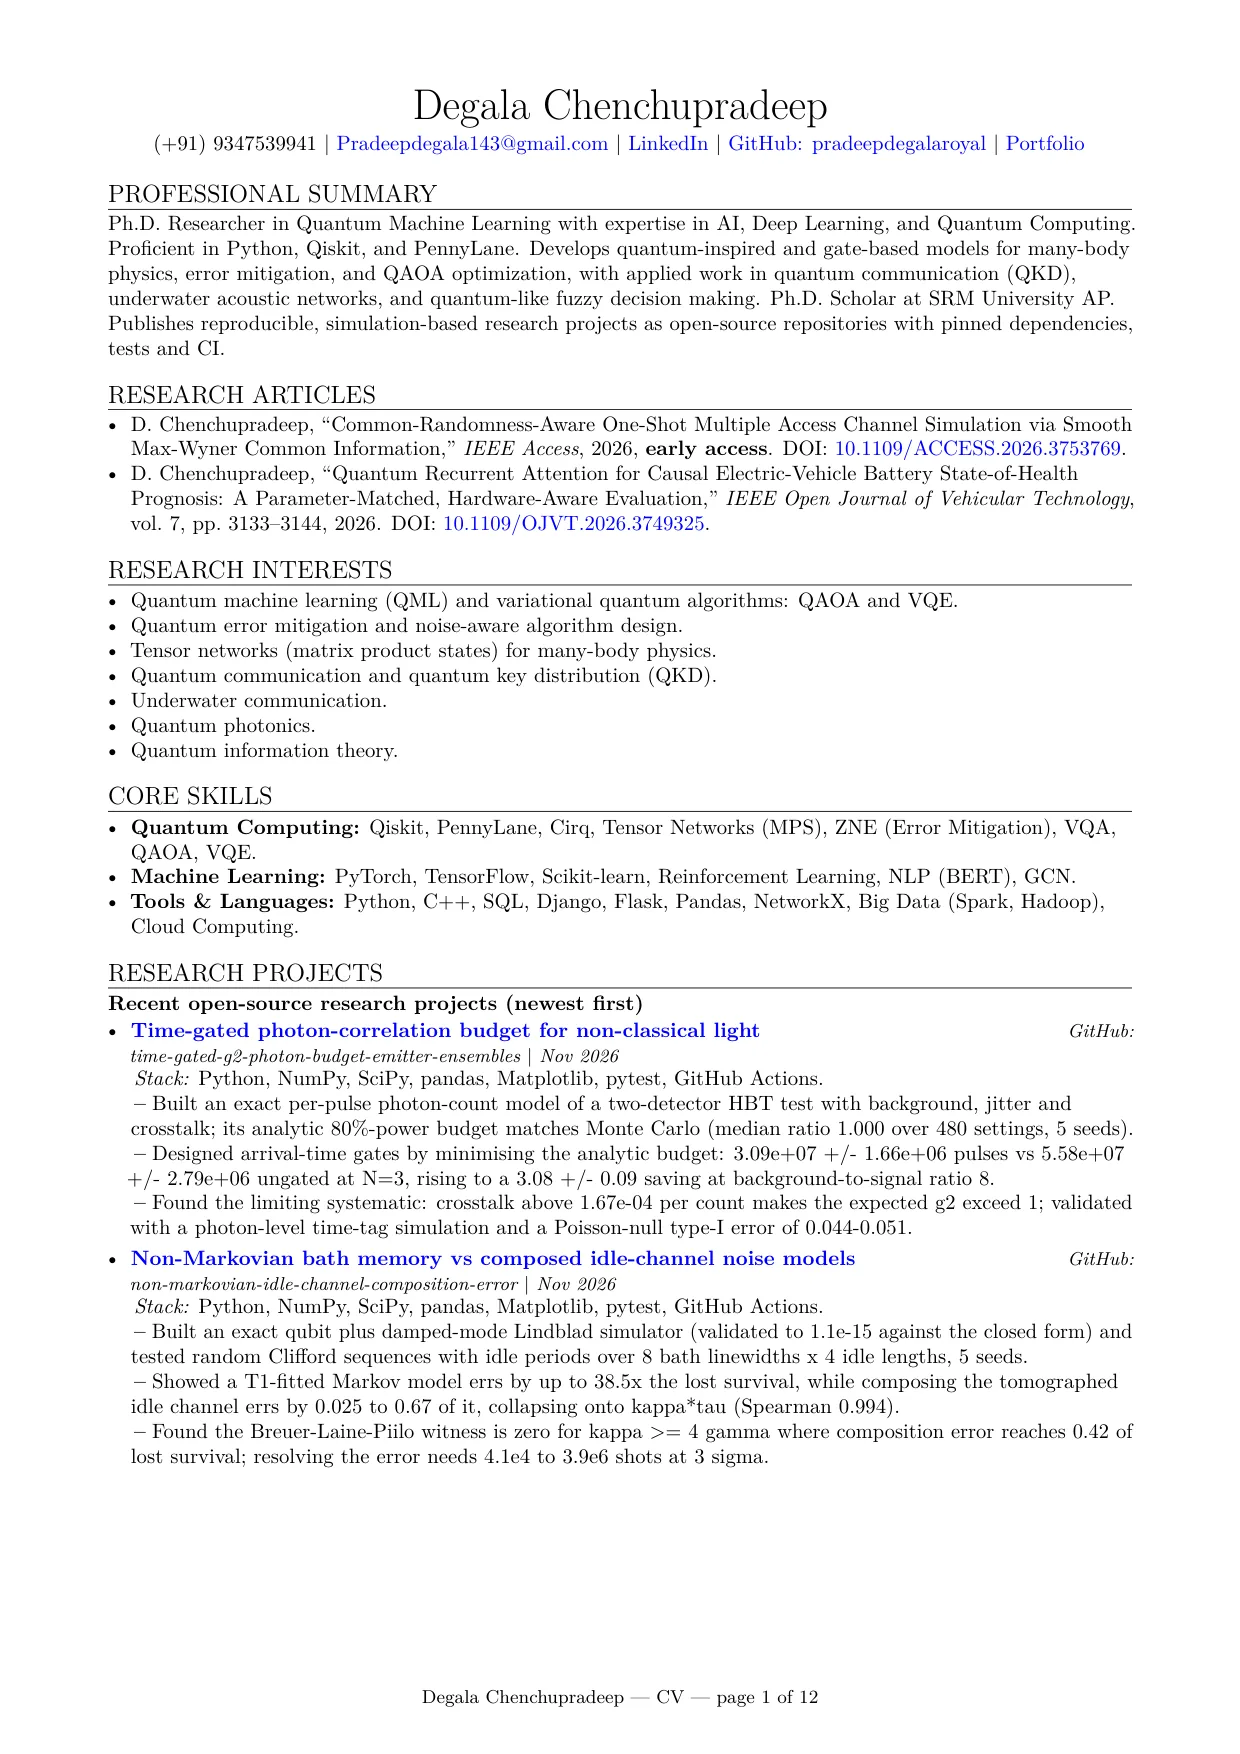 Degala Chenchupradeep
(+91) 9347539941 | Pradeepdegala143@gmail.com | LinkedIn | GitHub: pradeepdegalaroyal | Portfolio
PROFESSIONAL SUMMARY
Ph.D. Researcher in Quantum Machine Learning with expertise in AI, Deep Learning, and Quantum Computing.
Proficient in Python, Qiskit, and PennyLane. Develops quantum-inspired and gate-based models for many-body
physics, error mitigation, and QAOA optimization, with applied work in quantum communication (QKD),
underwater acoustic networks, and quantum-like fuzzy decision making. Ph.D. Scholar at SRM University AP.
Publishes reproducible, simulation-based research projects as open-source repositories with pinned dependencies,
tests and CI.
RESEARCH ARTICLES
• D. Chenchupradeep, “Common-Randomness-Aware One-Shot Multiple Access Channel Simulation via Smooth
Max-Wyner Common Information,” IEEE Access, 2026, early access. DOI: 10.1109/ACCESS.2026.3753769.
• D. Chenchupradeep, “Quantum Recurrent Attention for Causal Electric-Vehicle Battery State-of-Health
Prognosis: A Parameter-Matched, Hardware-Aware Evaluation,” IEEE Open Journal of Vehicular Technology,
vol. 7, pp. 3133–3144, 2026. DOI: 10.1109/OJVT.2026.3749325.
RESEARCH INTERESTS
• Quantum machine learning (QML) and variational quantum algorithms: QAOA and VQE.
• Quantum error mitigation and noise-aware algorithm design.
• Tensor networks (matrix product states) for many-body physics.
• Quantum communication and quantum key distribution (QKD).
• Underwater communication.
• Quantum photonics.
• Quantum information theory.
CORE SKILLS
• Quantum Computing: Qiskit, PennyLane, Cirq, Tensor Networks (MPS), ZNE (Error Mitigation), VQA,
QAOA, VQE.
• Machine Learning: PyTorch, TensorFlow, Scikit-learn, Reinforcement Learning, NLP (BERT), GCN.
• Tools & Languages: Python, C++, SQL, Django, Flask, Pandas, NetworkX, Big Data (Spark, Hadoop),
Cloud Computing.
RESEARCH PROJECTS
Recent open-source research projects (newest first)
• Time-gated photon-correlation budget for non-classical light GitHub:
time-gated-g2-photon-budget-emitter-ensembles | Nov 2026
Stack: Python, NumPy, SciPy, pandas, Matplotlib, pytest, GitHub Actions.
– Built an exact per-pulse photon-count model of a two-detector HBT test with background, jitter and
crosstalk; its analytic 80%-power budget matches Monte Carlo (median ratio 1.000 over 480 settings, 5 seeds).
– Designed arrival-time gates by minimising the analytic budget: 3.09e+07 +/- 1.66e+06 pulses vs 5.58e+07
+/- 2.79e+06 ungated at N=3, rising to a 3.08 +/- 0.09 saving at background-to-signal ratio 8.
– Found the limiting systematic: crosstalk above 1.67e-04 per count makes the expected g2 exceed 1; validated
with a photon-level time-tag simulation and a Poisson-null type-I error of 0.044-0.051.
• Non-Markovian bath memory vs composed idle-channel noise models GitHub:
non-markovian-idle-channel-composition-error | Nov 2026
Stack: Python, NumPy, SciPy, pandas, Matplotlib, pytest, GitHub Actions.
– Built an exact qubit plus damped-mode Lindblad simulator (validated to 1.1e-15 against the closed form) and
tested random Clifford sequences with idle periods over 8 bath linewidths x 4 idle lengths, 5 seeds.
– Showed a T1-fitted Markov model errs by up to 38.5x the lost survival, while composing the tomographed
idle channel errs by 0.025 to 0.67 of it, collapsing onto kappa*tau (Spearman 0.994).
– Found the Breuer-Laine-Piilo witness is zero for kappa >= 4 gamma where composition error reaches 0.42 of
lost survival; resolving the error needs 4.1e4 to 3.9e6 shots at 3 sigma.
Degala Chenchupradeep — CV — page 1 of 12